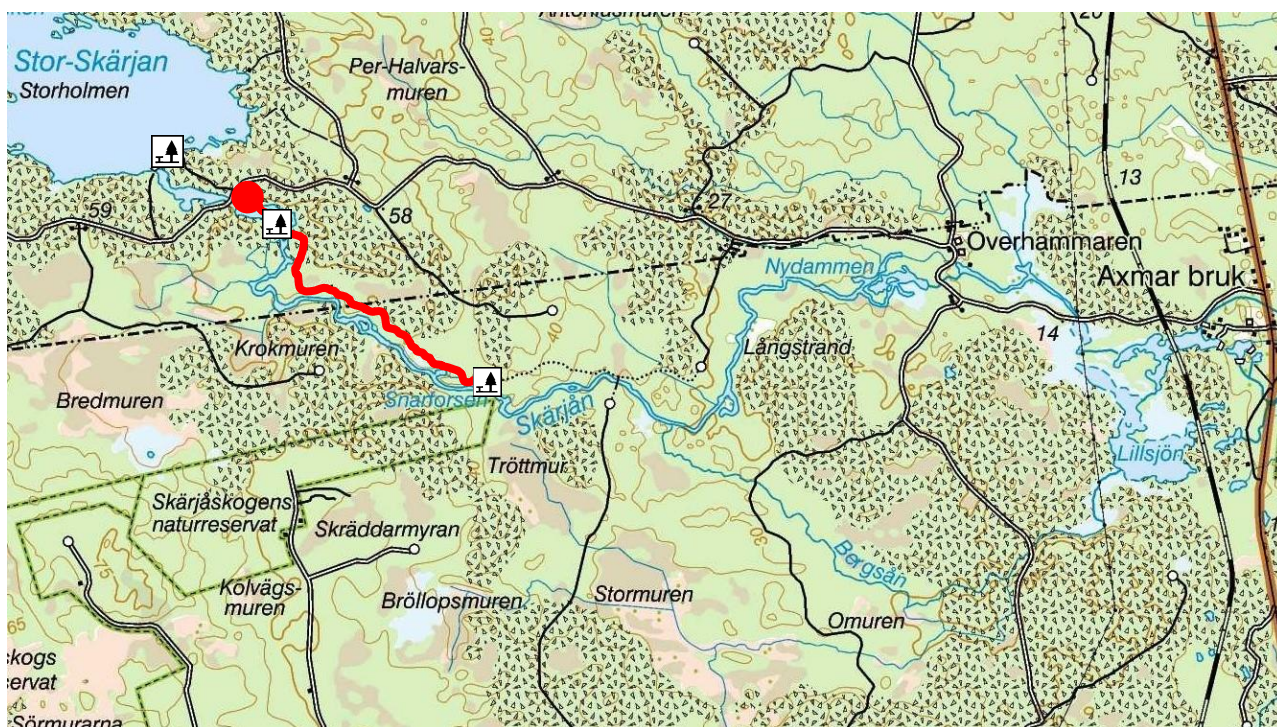 Stor-Skärjan
Storholmen
Per-Halvars-
muren
20
13
59
58
27
Överhammaren
Nydammen
Axmar bruk
40
14
Krokmuren
40
Långstrand
Bredmuren
Snarforsen
Skärjån
Lillsjön
Tröttmur
Skärjåskogens
naturreservat
Skräddarmyran
30
75
Bergsån
Kolvägs-
muren
Bröllopsmuren
Stormuren
Omuren
65
skogs
servat
Sörmurarna